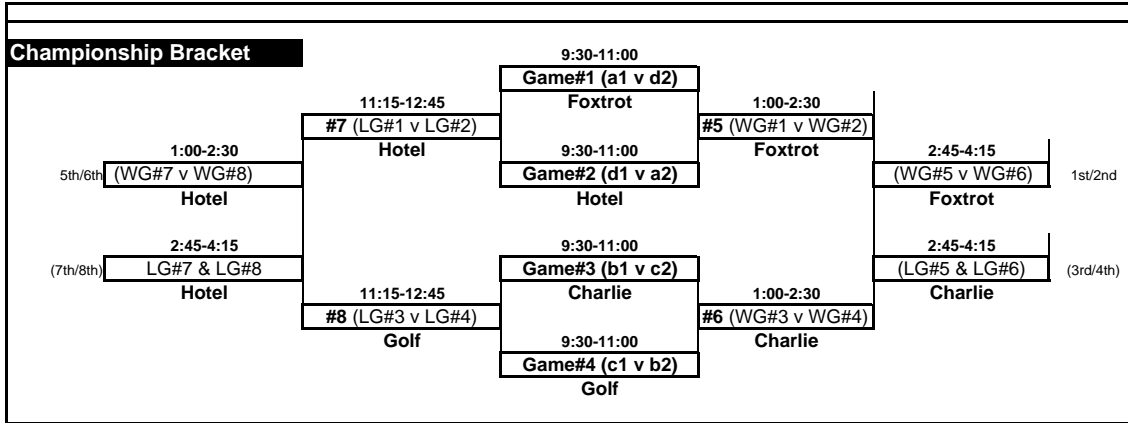 Championship Bracket
9:30-11:00
Game#1 (a1 v d2)
11:15-12:45
Foxtrot
1:00-2:30
#7 (LG#1 v LG#2)
#5 (WG#1 v WG#2)
1:00-2:30
Hotel
9:30-11:00
Foxtrot
2:45-4:15
5th/6th
(WG#7 v WG#8)
Game#2 (d1 v a2)
(WG#5 v WG#6)
1st/2nd
Hotel
Hotel
Foxtrot
2:45-4:15
9:30-11:00
2:45-4:15
(7th/8th)
LG#7 & LG#8
Game#3 (b1 v c2)
(LG#5 & LG#6)
(3rd/4th)
Hotel
11:15-12:45
Charlie
1:00-2:30
Charlie
#8 (LG#3 v LG#4)
#6 (WG#3 v WG#4)
Golf
9:30-11:00
Charlie
Game#4 (c1 v b2)
Golf